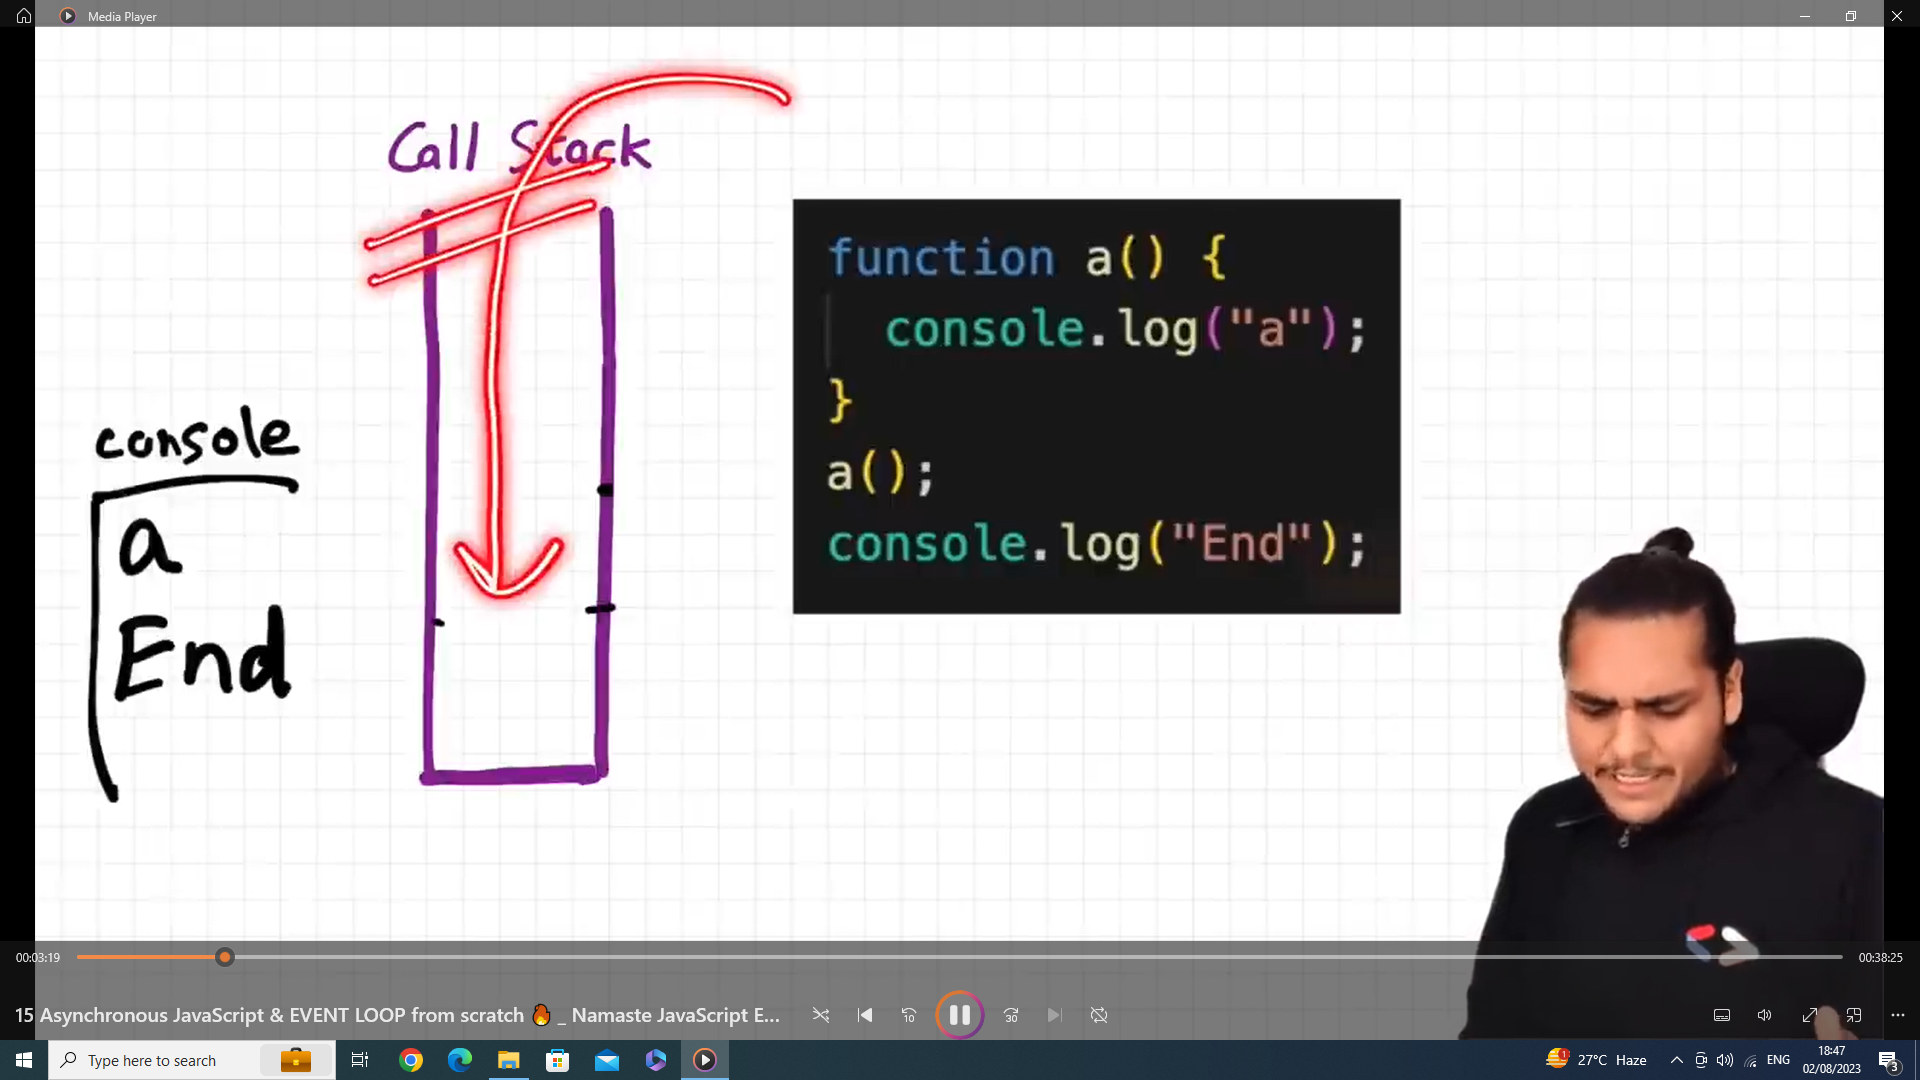 Media Player
Call Stack
function a() {
console.log("a");
}
a();
console.log("End");
console
a
End
00:03:19
00:38:25
15 Asynchronous JavaScript & EVENT LOOP from scratch 🔥 _ Namaste JavaScript E...
10
30
Type here to search
1
27°C Haze
ENG
18:47
02/08/2023
3